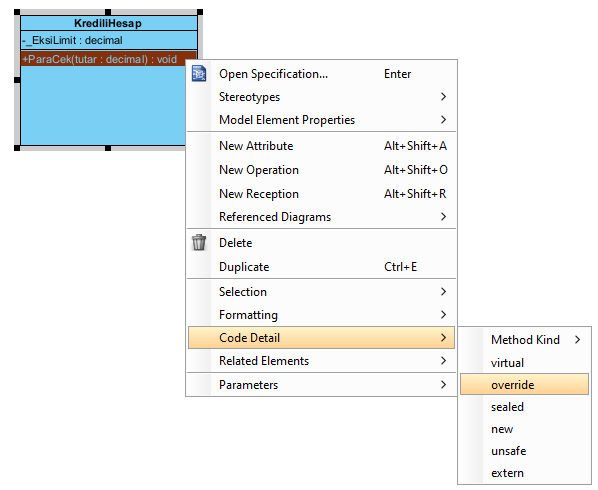 KrediliHesap
-_EksiLimit : decimal
+ParaCek(tutar : decimal) : void
Open Specification... Enter
Stereotypes
Model Element Properties
New Attribute Alt+Shift+A
New Operation Alt+Shift+O
New Reception Alt+Shift+R
Referenced Diagrams
Delete
Duplicate Ctrl+E
Selection
Formatting
Code Detail
Related Elements
Parameters
Method Kind
virtual
override
sealed
new
unsafe
extern